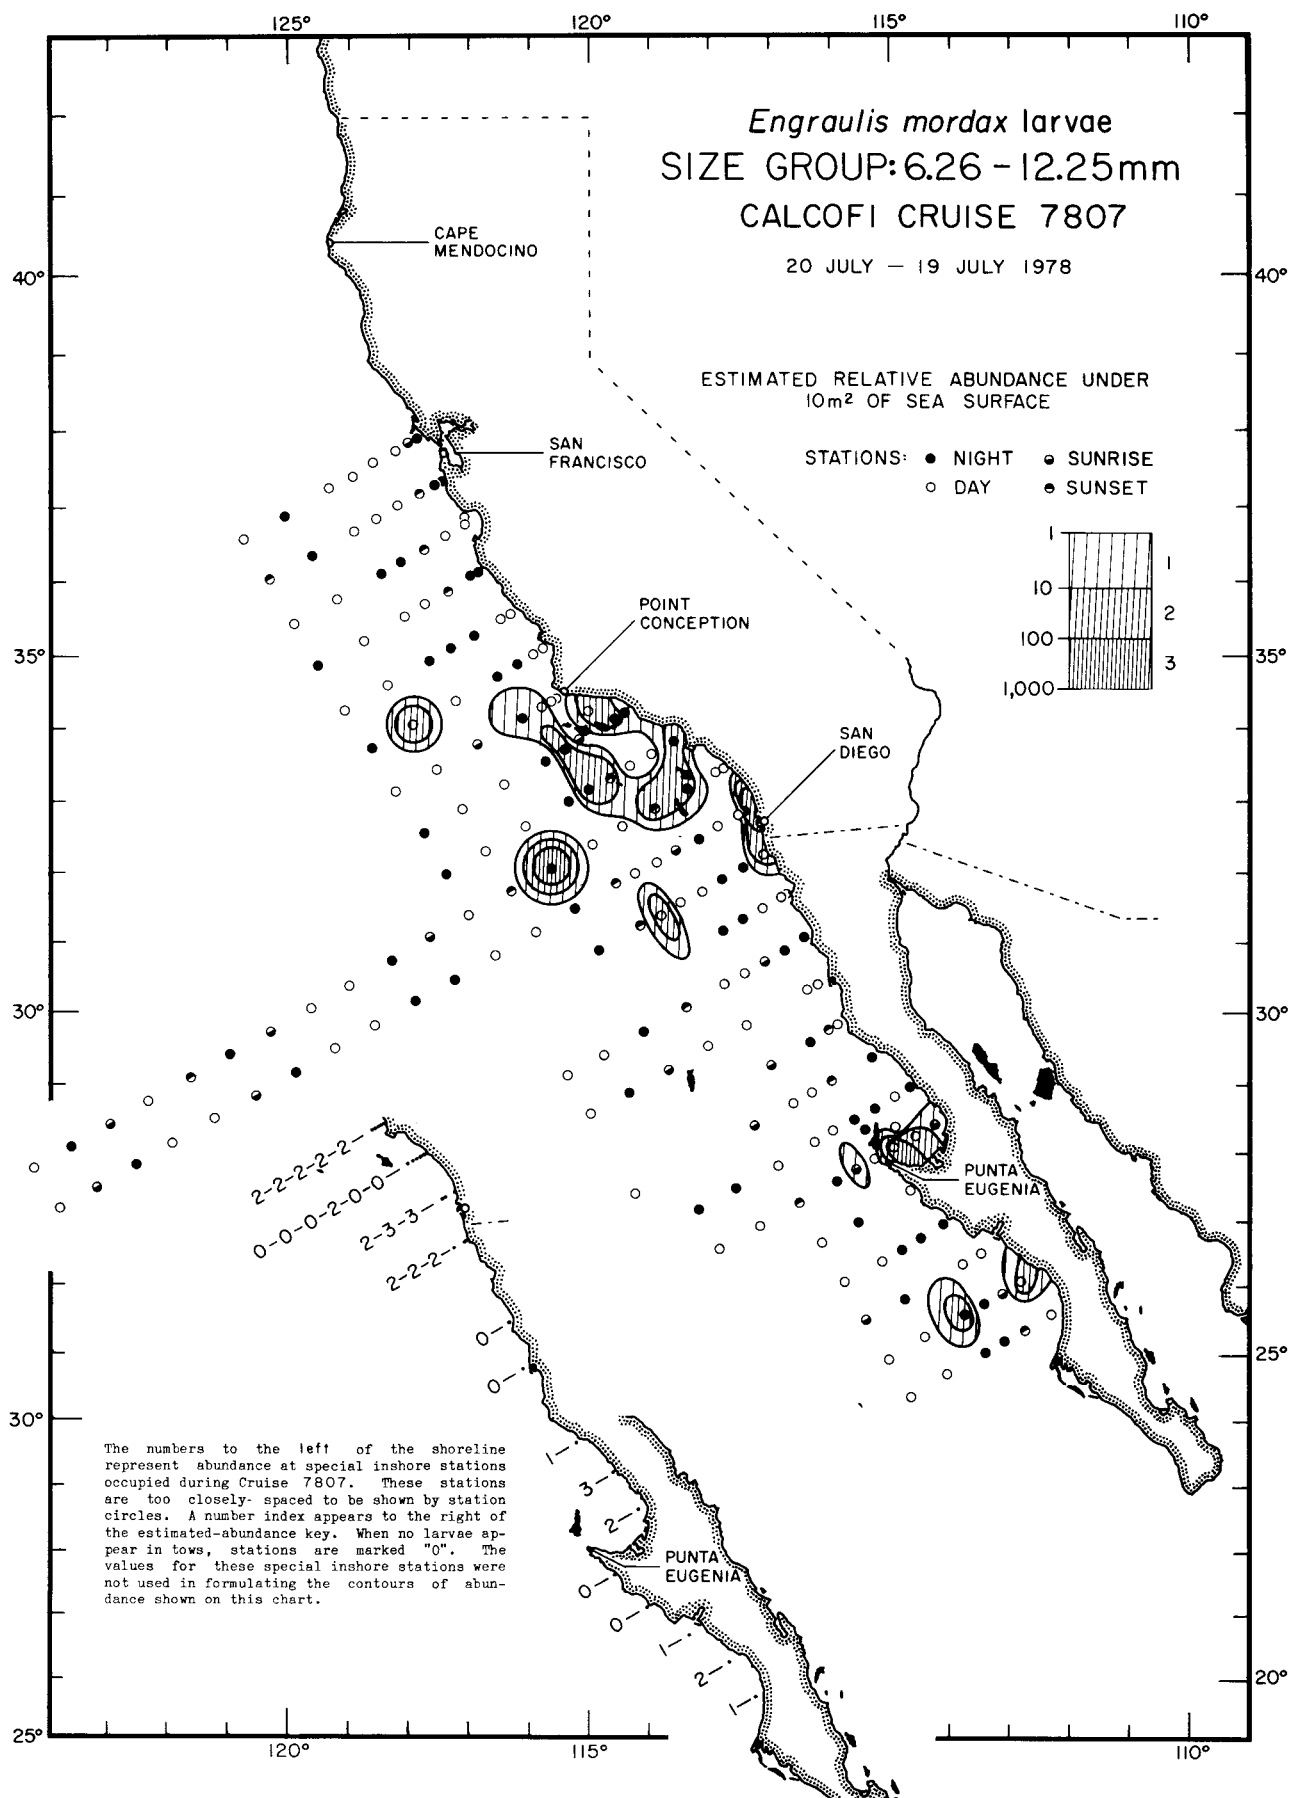 125° 120° 115° 110°
Engraulis mordax larvae
SIZE GROUP: 6.26 – 12.25mm
CALCOFI CRUISE 7807
20 JULY – 19 JULY 1978
CAPE
MENDOCINO
40° 40°
ESTIMATED RELATIVE ABUNDANCE UNDER
10m² OF SEA SURFACE
SAN
FRANCISCO
STATIONS: ● NIGHT SUNRISE
○ DAY SUNSET
1
1
10
2
100
3
1,000
POINT
CONCEPTION
35° 35°
SAN
DIEGO
30° 30°
PUNTA
EUGENIA
2-2-2-2-2
0-0-0-2-0-0
2-3-3
2-2-2
0
0
25°
30°
1
3
2
The numbers to the left of the shoreline
represent abundance at special inshore stations
occupied during Cruise 7807. These stations
are too closely- spaced to be shown by station
circles. A number index appears to the right of
the estimated-abundance key. When no larvae ap-
pear in tows, stations are marked "0". The
values for these special inshore stations were
not used in formulating the contours of abun-
dance shown on this chart.
PUNTA
EUGENIA
0
0
1
2
1
20°
25°
120° 115° 110°